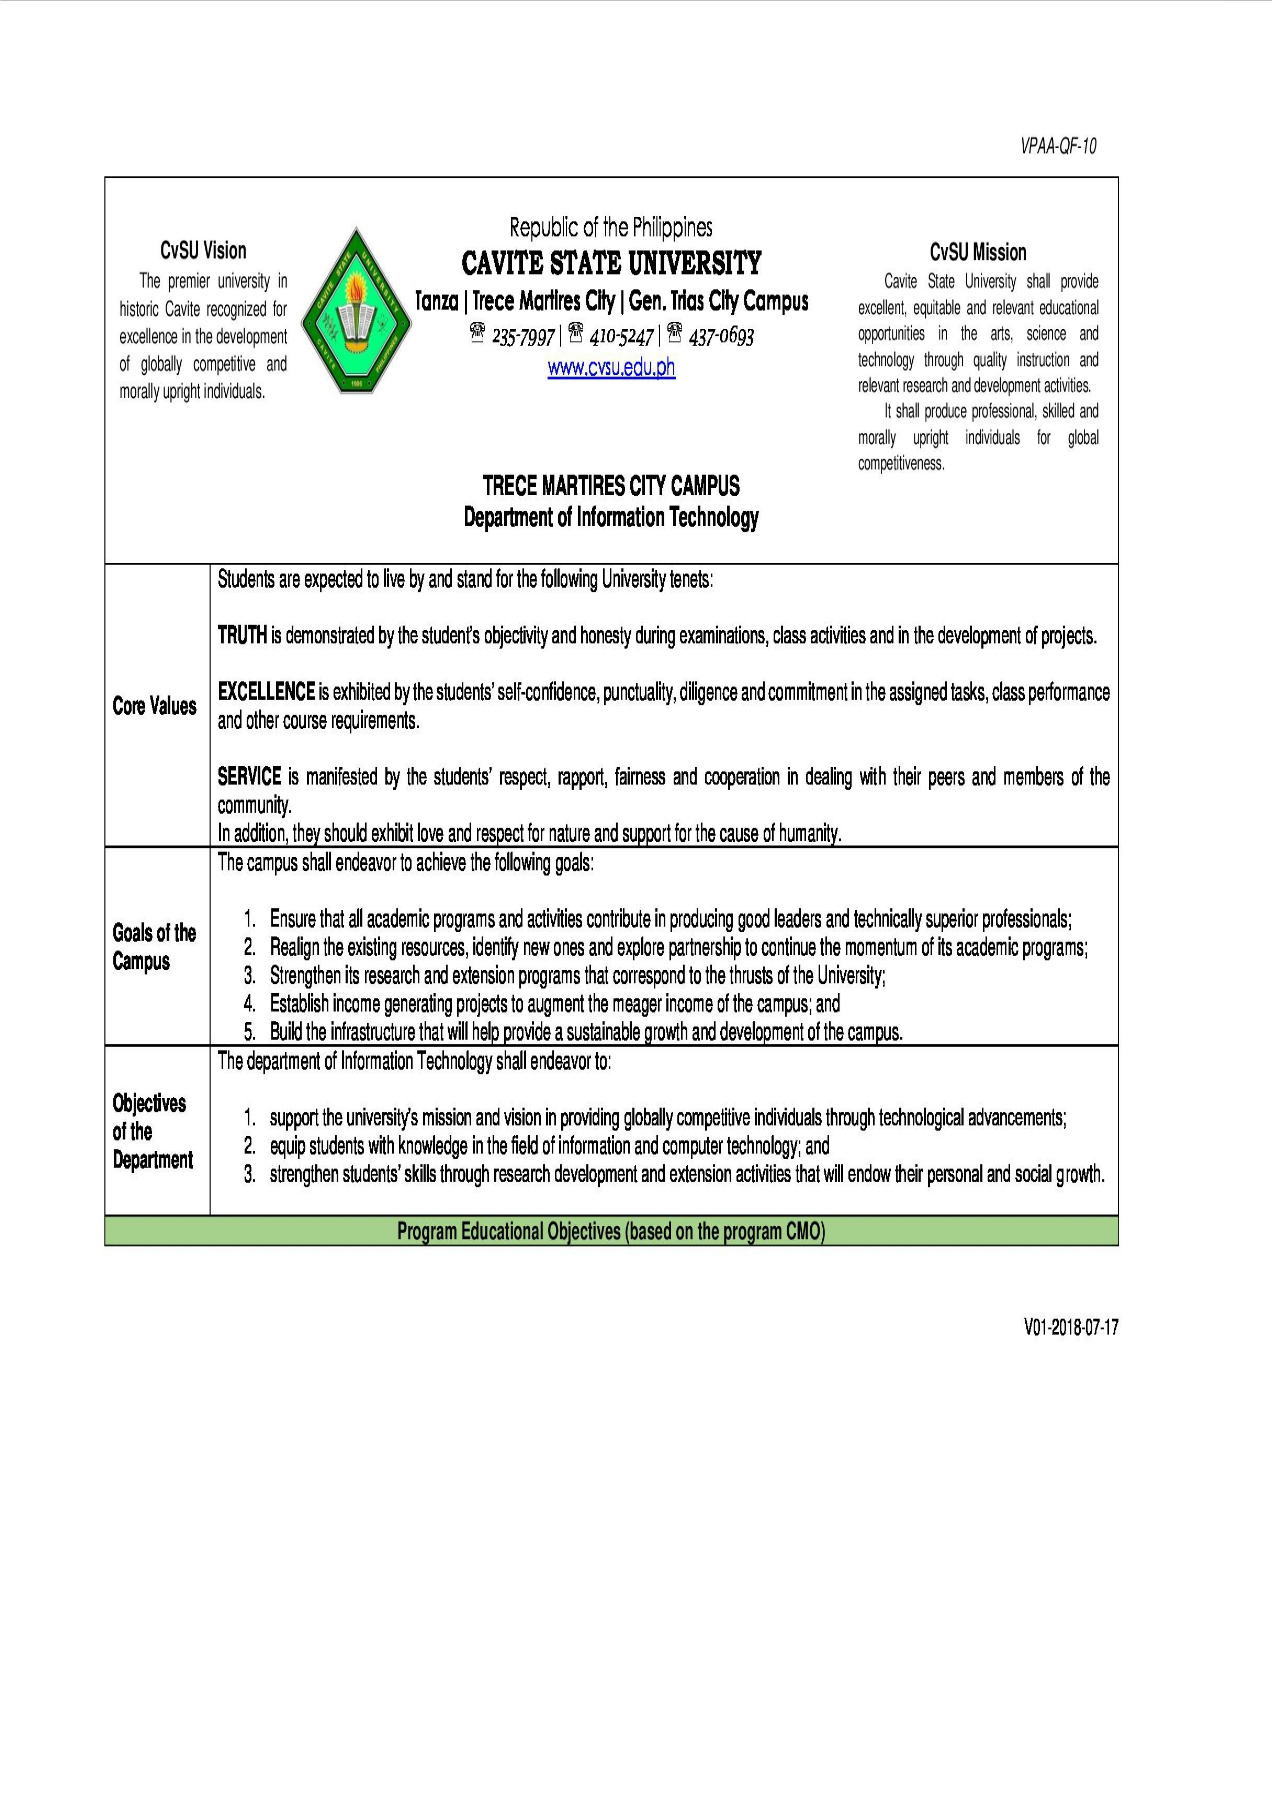 VPAA-QF-10
CvSU Vision
The premier university in
historic Cavite recognized for
excellence in the development
of globally competitive and
morally upright individuals.
CAVITE STATE UNIVERSITY
CAVITE PHILIPPINES
1906
Republic of the Philippines
CAVITE STATE UNIVERSITY
Tanza | Trece Martires City | Gen. Trias City Campus
☏ 235-7997 | ☏ 410-5247 | ☏ 437-0693
www.cvsu.edu.ph
CvSU Mission
Cavite State University shall provide
excellent, equitable and relevant educational
opportunities in the arts, science and
technology through quality instruction and
relevant research and development activities.
It shall produce professional, skilled and
morally upright individuals for global
competitiveness.
TRECE MARTIRES CITY CAMPUS
Department of Information Technology
Core Values
Students are expected to live by and stand for the following University tenets:
TRUTH is demonstrated by the student’s objectivity and honesty during examinations, class activities and in the development of projects.
EXCELLENCE is exhibited by the students’ self-confidence, punctuality, diligence and commitment in the assigned tasks, class performance
and other course requirements.
SERVICE is manifested by the students’ respect, rapport, fairness and cooperation in dealing with their peers and members of the
community.
In addition, they should exhibit love and respect for nature and support for the cause of humanity.
Goals of the
Campus
The campus shall endeavor to achieve the following goals:
1. Ensure that all academic programs and activities contribute in producing good leaders and technically superior professionals;
2. Realign the existing resources, identify new ones and explore partnership to continue the momentum of its academic programs;
3. Strengthen its research and extension programs that correspond to the thrusts of the University;
4. Establish income generating projects to augment the meager income of the campus; and
5. Build the infrastructure that will help provide a sustainable growth and development of the campus.
Objectives
of the
Department
The department of Information Technology shall endeavor to:
1. support the university’s mission and vision in providing globally competitive individuals through technological advancements;
2. equip students with knowledge in the field of information and computer technology; and
3. strengthen students’ skills through research development and extension activities that will endow their personal and social growth.
Program Educational Objectives (based on the program CMO)
V01-2018-07-17